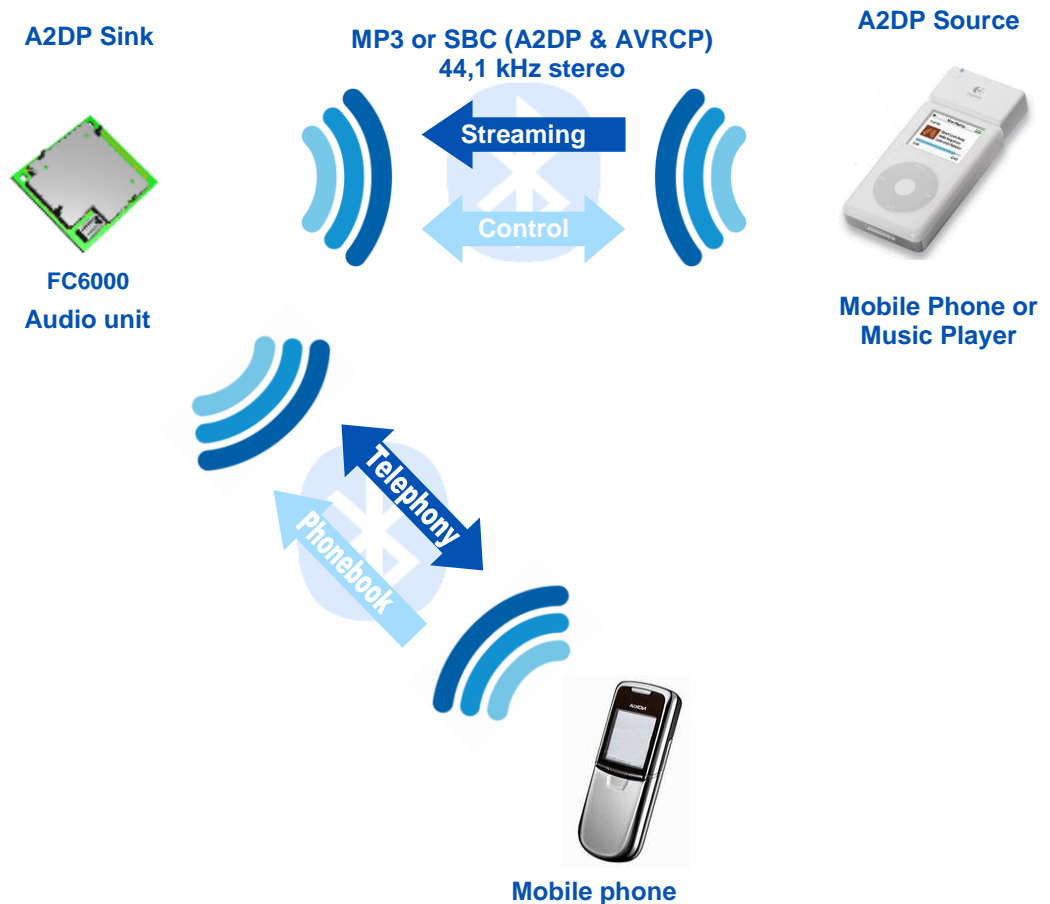 A2DP Sink
MP3 or SBC (A2DP & AVRCP)
44,1 kHz stereo
A2DP Source
Streaming
Control
FC6000
Audio unit
Mobile Phone or
Music Player
Telephony
Phonebook
NOKIA
Mobile phone